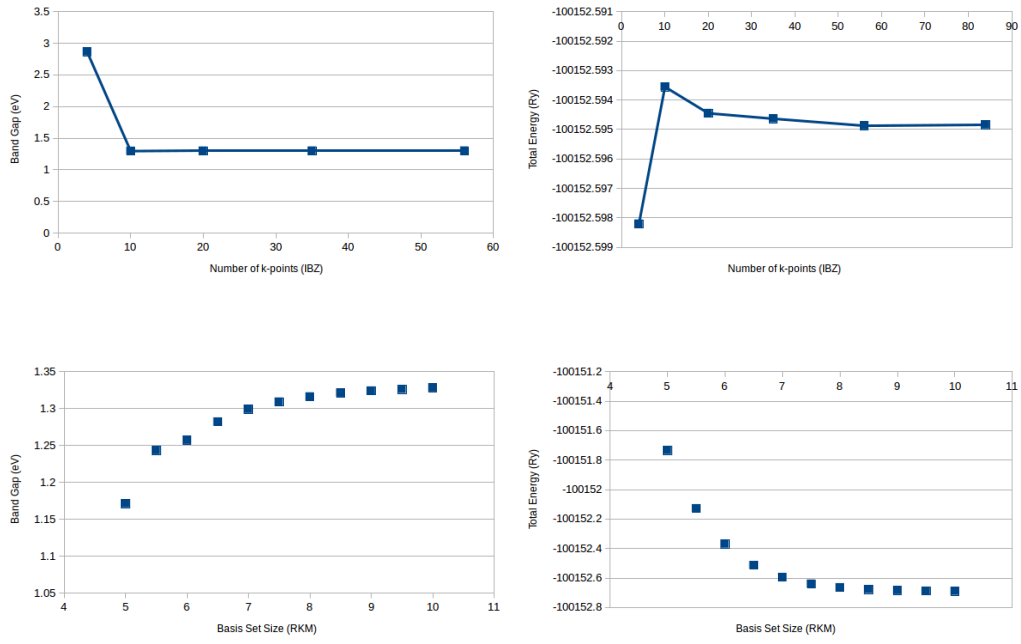 3.5
3
2.5
2
1.5
1
0.5
0
0 10 20 30 40 50 60
Band Gap (eV)
Number of k-points (IBZ)
-100152.591
-100152.592
-100152.593
-100152.594
-100152.595
-100152.596
-100152.597
-100152.598
-100152.599
0 10 20 30 40 50 60 70 80 90
Total Energy (Ry)
Number of k-points (IBZ)
1.35
1.3
1.25
1.2
1.15
1.1
1.05
4 5 6 7 8 9 10 11
Band Gap (eV)
Basis Set Size (RKM)
-100151.2
-100151.4
-100151.6
-100151.8
-100152
-100152.2
-100152.4
-100152.6
-100152.8
4 5 6 7 8 9 10 11
Total Energy (Ry)
Basis Set Size (RKM)